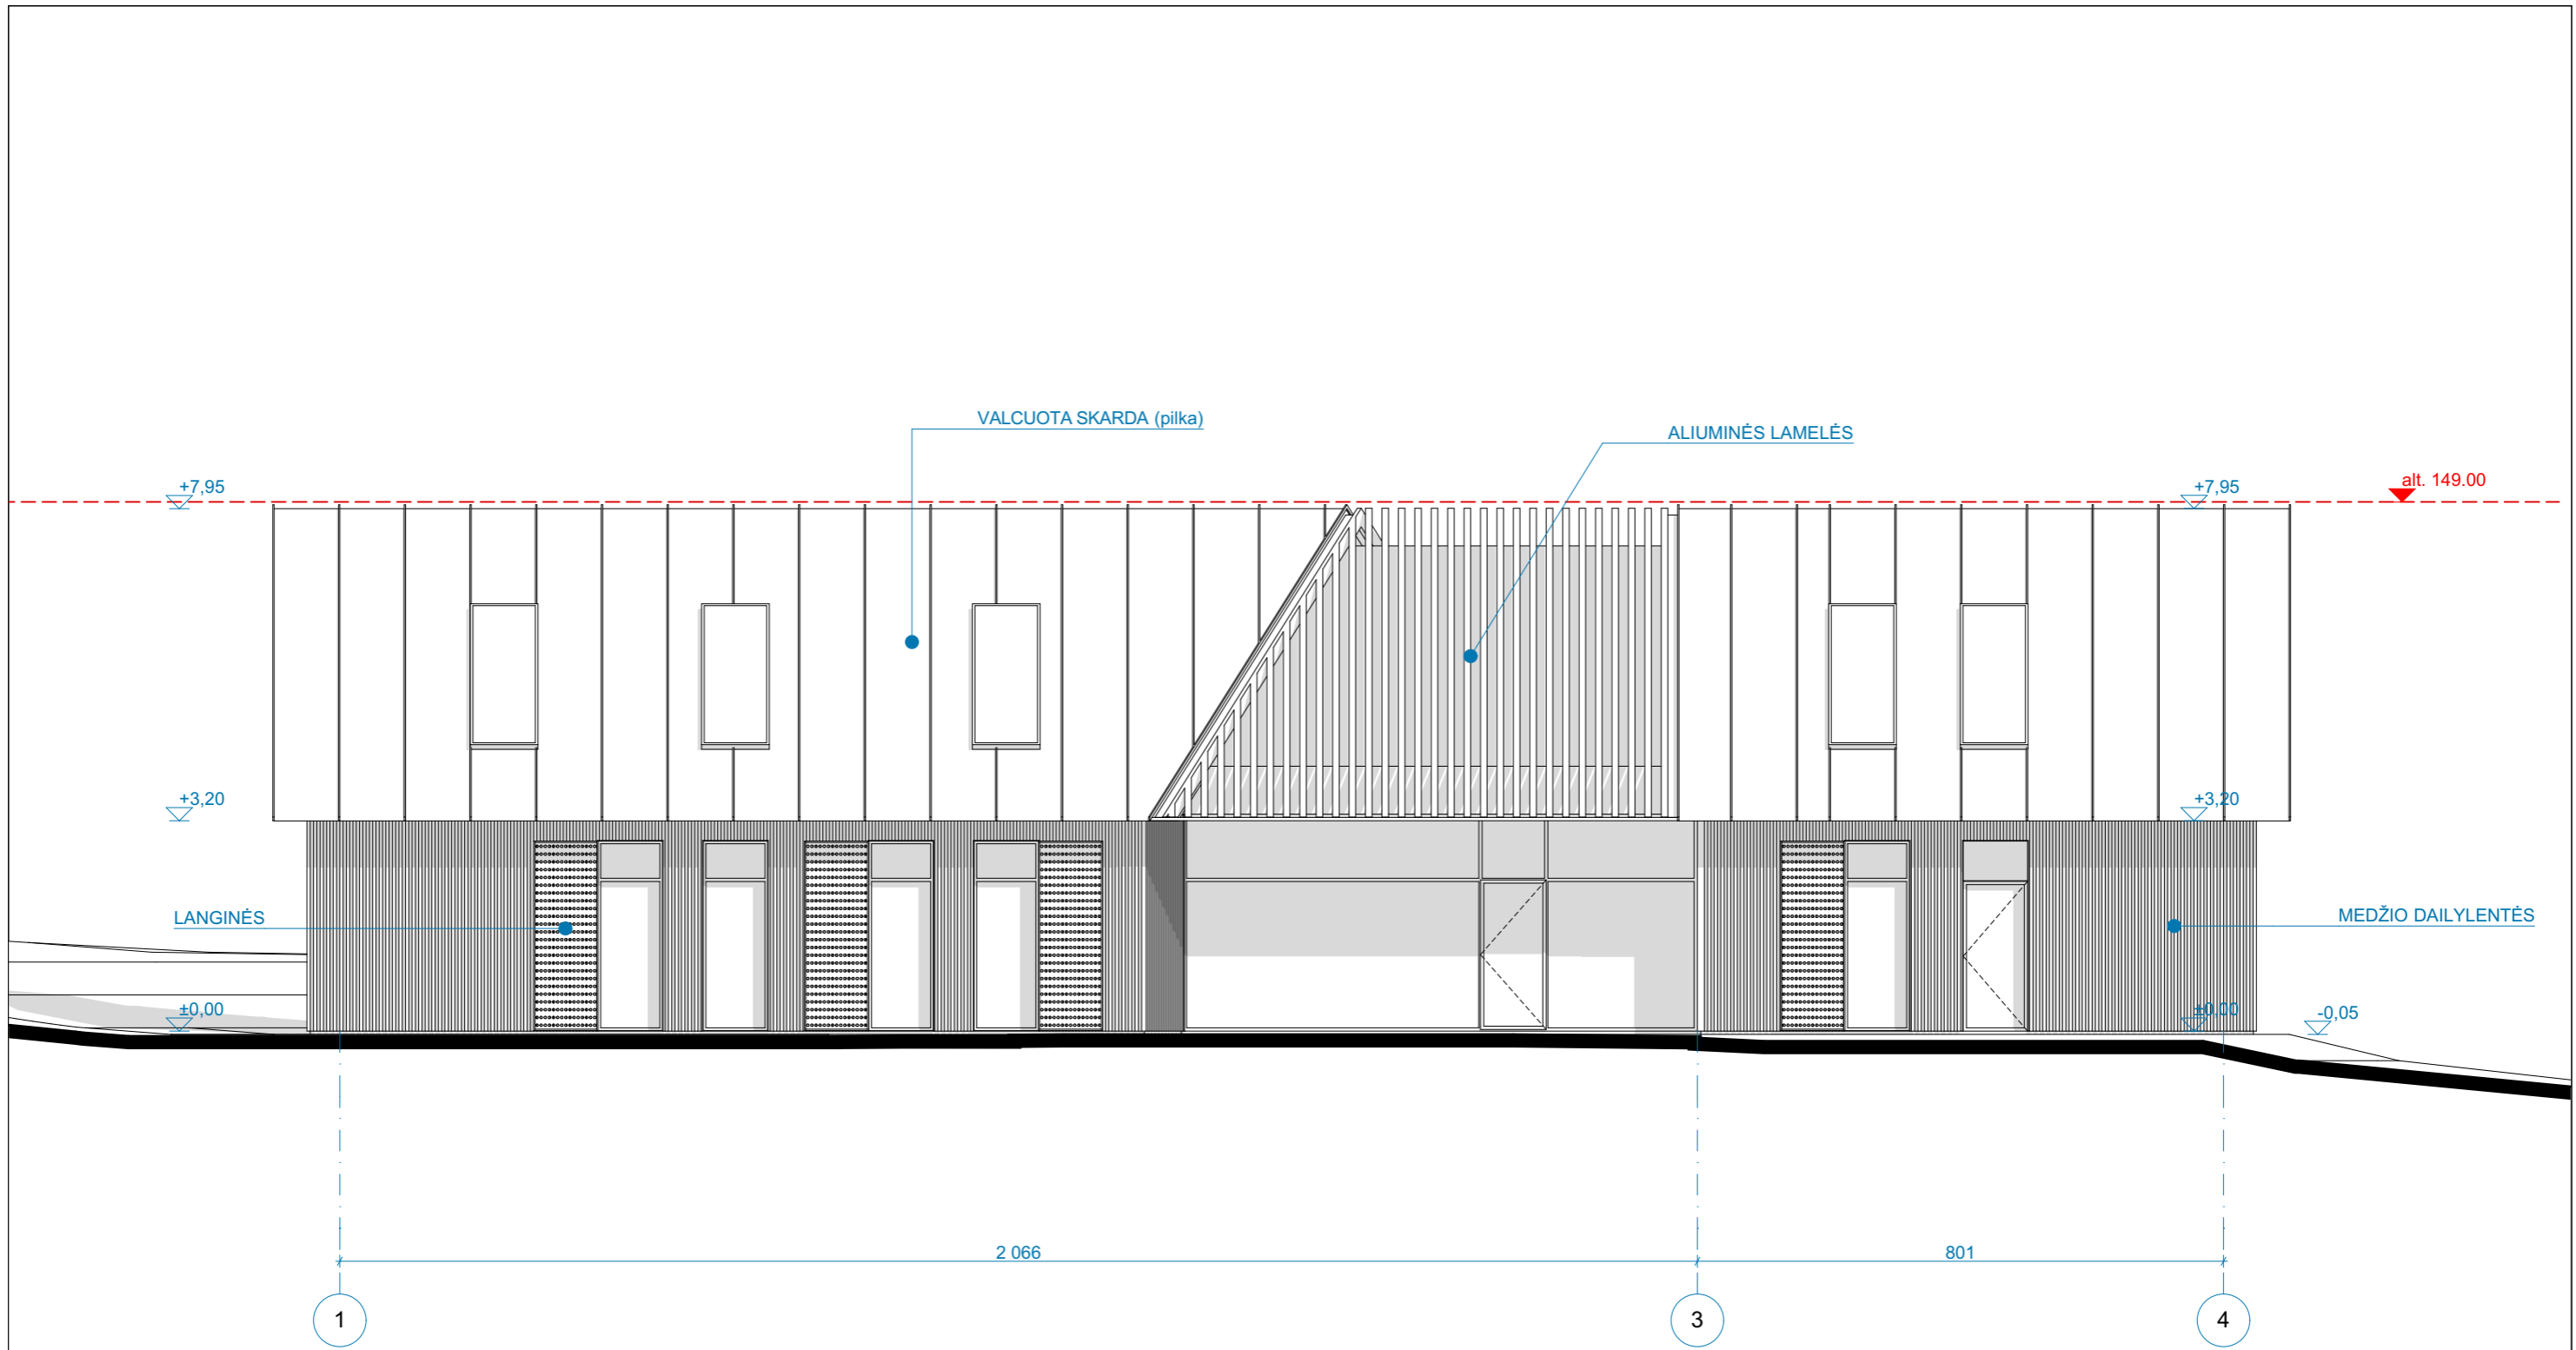 VALCUOTA SKARDA (pilka)
ALIUMINĖS LAMELĖS
+7,95
+7,95
alt. 149.00
+3,20
+3,20
LANGINĖS
MEDŽIO DAILYLENTĖS
±0,00
±0,00
-0,05
2 066
801
1
3
4